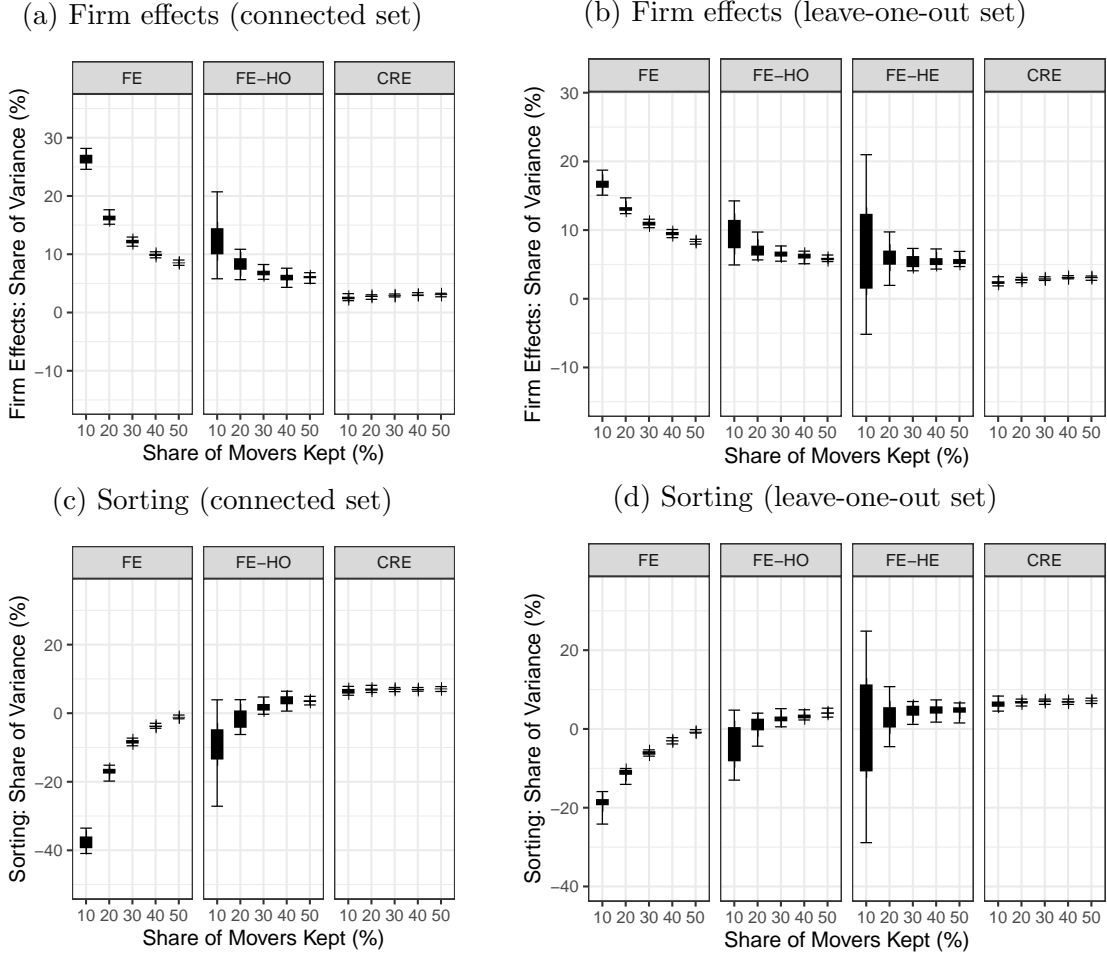 (a) Firm effects (connected set)
FE FE−HO CRE
Firm Effects: Share of Variance (%)
30
20
10
0
−10
10 20 30 40 50 10 20 30 40 50 10 20 30 40 50
Share of Movers Kept (%)
(b) Firm effects (leave-one-out set)
FE FE−HO FE−HE CRE
Firm Effects: Share of Variance (%)
30
20
10
0
−10
10 20 30 40 50 10 20 30 40 50 10 20 30 40 50 10 20 30 40 50
Share of Movers Kept (%)
(c) Sorting (connected set)
FE FE−HO CRE
Sorting: Share of Variance (%)
20
0
−20
−40
10 20 30 40 50 10 20 30 40 50 10 20 30 40 50
Share of Movers Kept (%)
(d) Sorting (leave-one-out set)
FE FE−HO FE−HE CRE
Sorting: Share of Variance (%)
20
0
−20
−40
10 20 30 40 50 10 20 30 40 50 10 20 30 40 50 10 20 30 40 50
Share of Movers Kept (%)